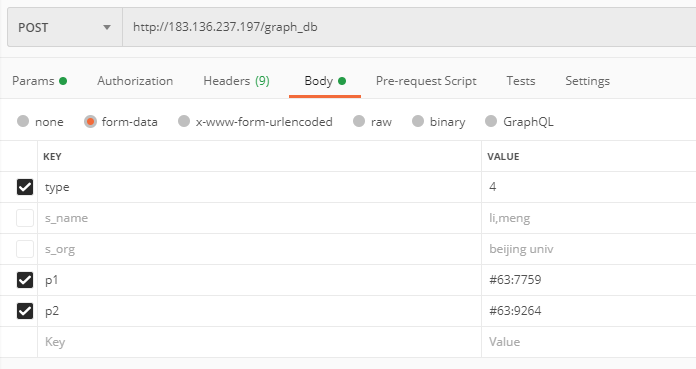 POST http://183.136.237.197/graph_db
Params Authorization Headers (9) Body Pre-request Script Tests Settings
none form-data x-www-form-urlencoded raw binary GraphQL
KEY VALUE
type 4
s_name li,meng
s_org beijing univ
p1 #63:7759
p2 #63:9264
Key Value